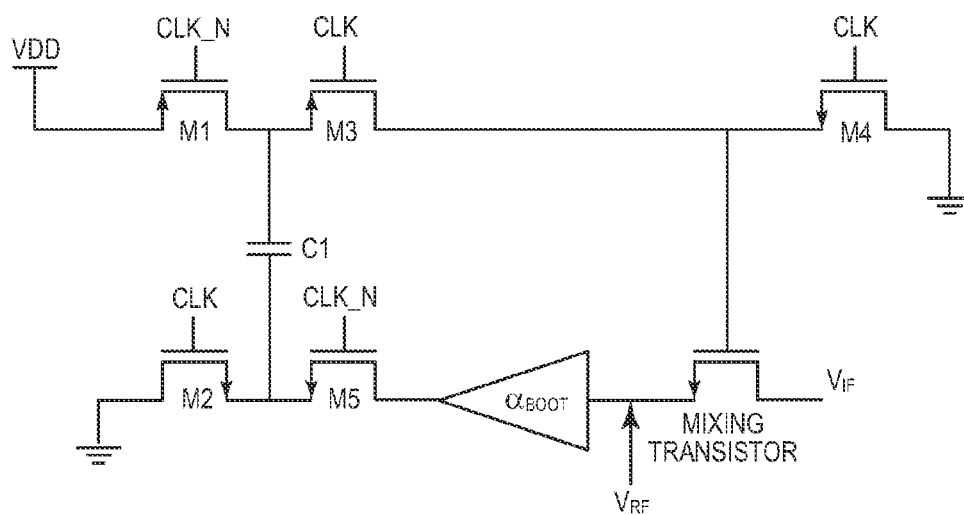 CLK_N
CLK
CLK
VDD
M1
M3
M4
C1
CLK
CLK_N
M2
M5
αBOOT
VIF
MIXING
TRANSISTOR
VRF